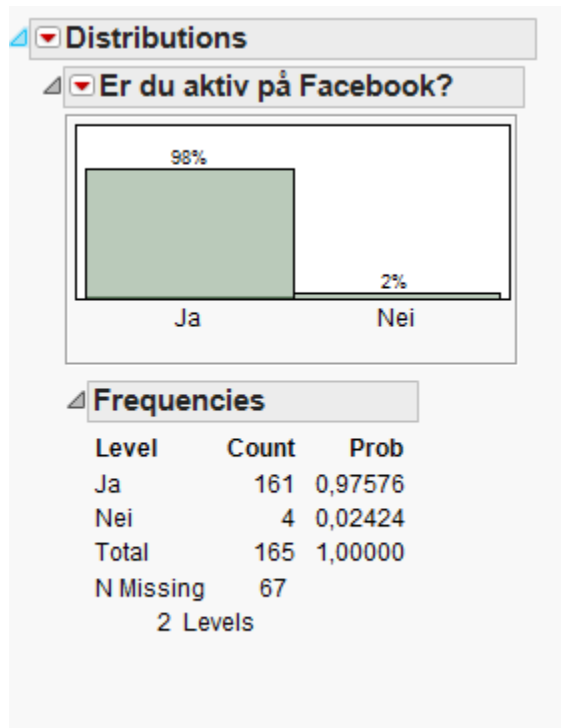 Distributions
Er du aktiv på Facebook?
98%
2%
Ja Nei
Frequencies
Level Count Prob
Ja 161 0,97576
Nei 4 0,02424
Total 165 1,00000
N Missing 67
2 Levels